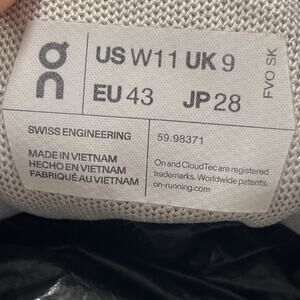 US W11 UK 9
EU 43 JP 28
FVO SK
SWISS ENGINEERING
59.98371
MADE IN VIETNAM
HECHO EN VIETNAM
FABRIQUÉ AU VIETNAM
On and CloudTec are registered
trademarks. Worldwide patents.
on-running.com